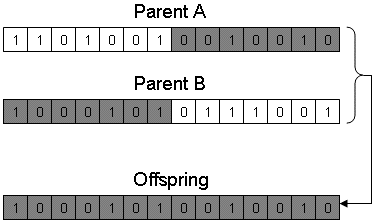 Parent A
1 1 0 1 0 0 1 0 0 1 0 0 1 0
Parent B
1 0 0 0 1 0 1 0 1 1 1 0 0 1
Offspring
1 0 0 0 1 0 1 0 0 1 0 0 1 0